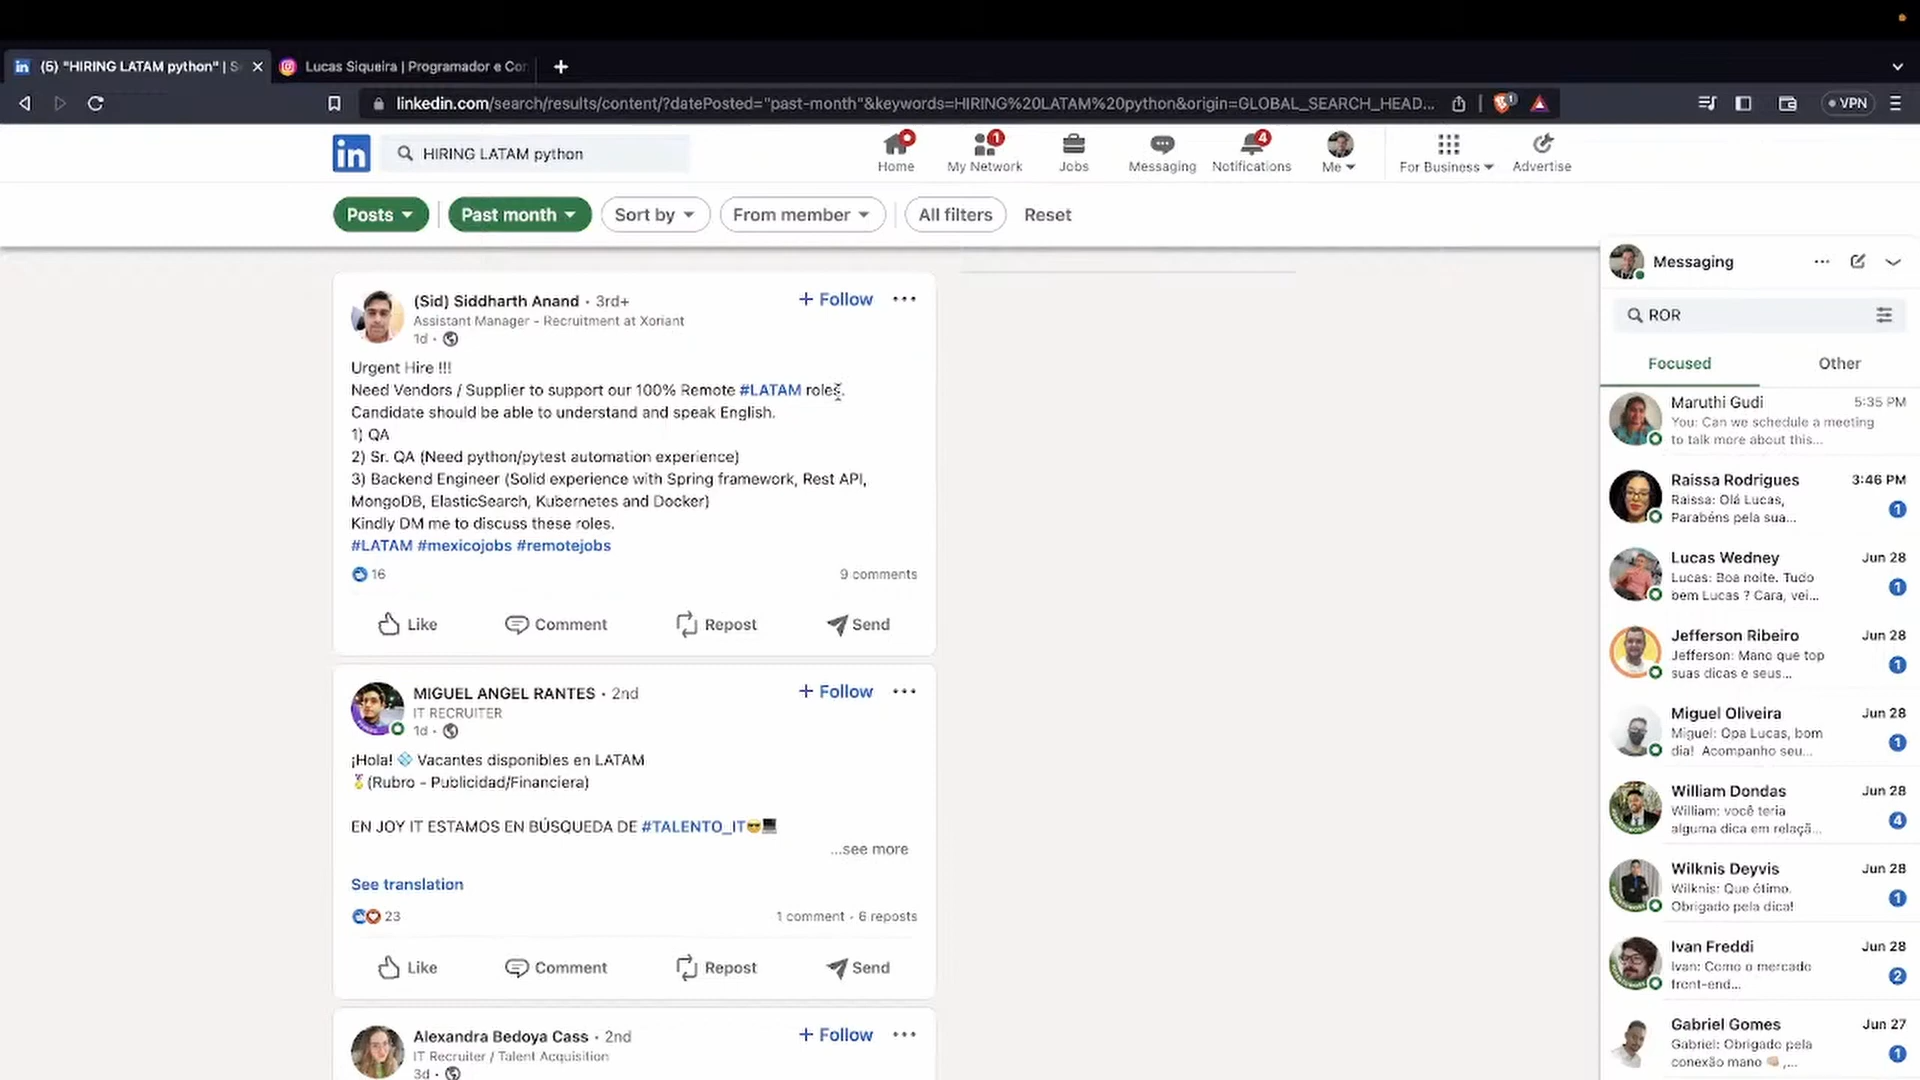 (5) "HIRING LATAM python" | S
Lucas Siqueira | Programador e Con
linkedin.com/search/results/content/?datePosted="past-month"&keywords=HIRING%20LATAM%20python&origin=GLOBAL_SEARCH_HEAD...
1
VPN
in
HIRING LATAM python
Home
1
My Network
Jobs
Messaging
4
Notifications
Me
For Business
Advertise
Posts
Past month
Sort by
From member
All filters
Reset
(Sid) Siddharth Anand • 3rd+
+ Follow
Assistant Manager - Recruitment at Xoriant
1d •
Urgent Hire !!!
Need Vendors / Supplier to support our 100% Remote #LATAM roles.
Candidate should be able to understand and speak English.
1) QA
2) Sr. QA (Need python/pytest automation experience)
3) Backend Engineer (Solid experience with Spring framework, Rest API,
MongoDB, ElasticSearch, Kubernetes and Docker)
Kindly DM me to discuss these roles.
#LATAM #mexicojobs #remotejobs
16
9 comments
Like
Comment
Repost
Send
MIGUEL ANGEL RANTES • 2nd
+ Follow
IT RECRUITER
1d •
¡Hola! 💠 Vacantes disponibles en LATAM
🏅(Rubro - Publicidad/Financiera)
EN JOY IT ESTAMOS EN BÚSQUEDA DE #TALENTO_IT😎💻
...see more
See translation
23
1 comment • 6 reposts
Like
Comment
Repost
Send
Alexandra Bedoya Cass • 2nd
+ Follow
IT Recruiter / Talent Acquisition
3d •
Messaging
ROR
Focused
Other
Maruthi Gudi
5:35 PM
You: Can we schedule a meeting
to talk more about this...
Raissa Rodrigues
3:46 PM
Raissa: Olá Lucas,
Parabéns pela sua...
1
Lucas Wedney
Jun 28
Lucas: Boa noite. Tudo
bem Lucas ? Cara, vei...
1
Jefferson Ribeiro
Jun 28
Jefferson: Mano que top
suas dicas e seus...
1
Miguel Oliveira
Jun 28
Miguel: Opa Lucas, bom
dia! Acompanho seu...
1
William Dondas
Jun 28
William: você teria
alguma dica em relaçã...
4
Wilknis Deyvis
Jun 28
Wilknis: Que ótimo.
Obrigado pela dica!
1
Ivan Freddi
Jun 28
Ivan: Como o mercado
front-end...
2
Gabriel Gomes
Jun 27
Gabriel: Obrigado pela
conexão mano 👊🏼,...
1